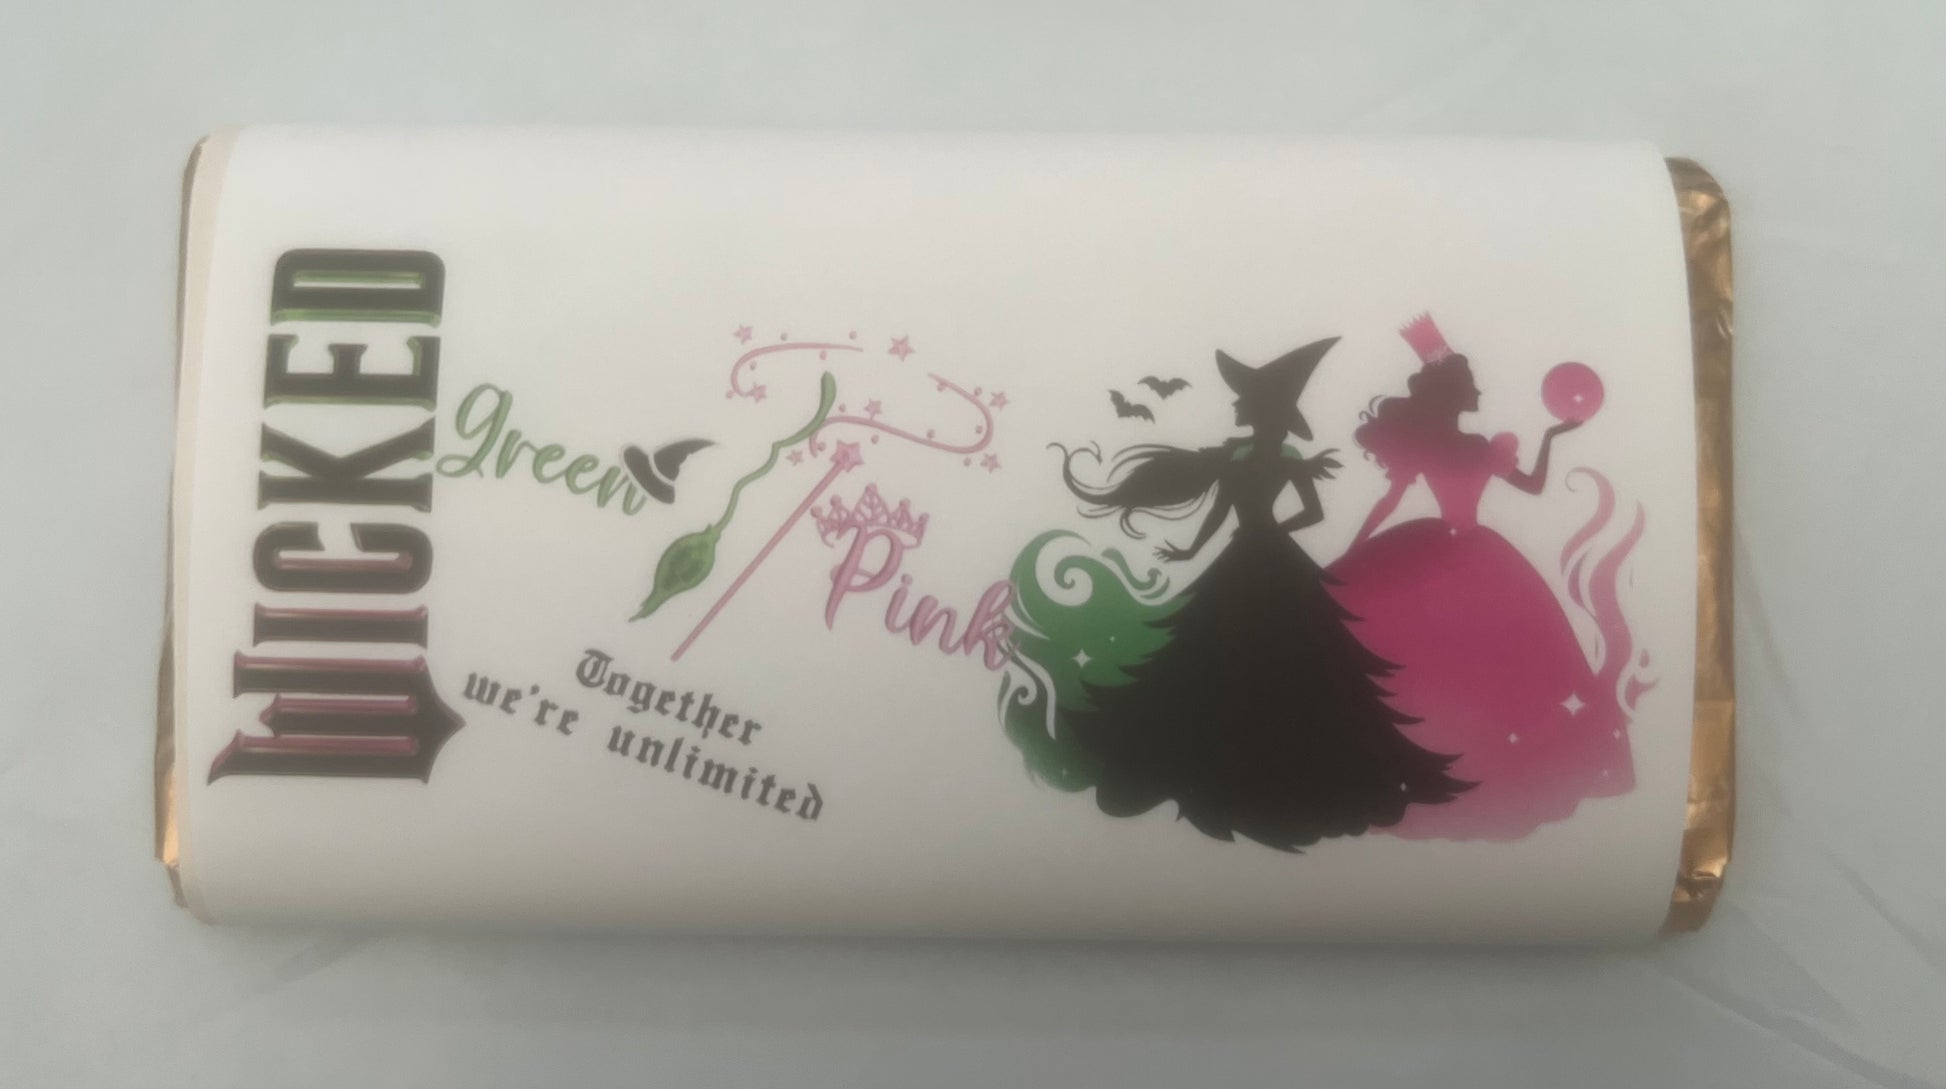 WICKED
green
Pink
Together
we're unlimited